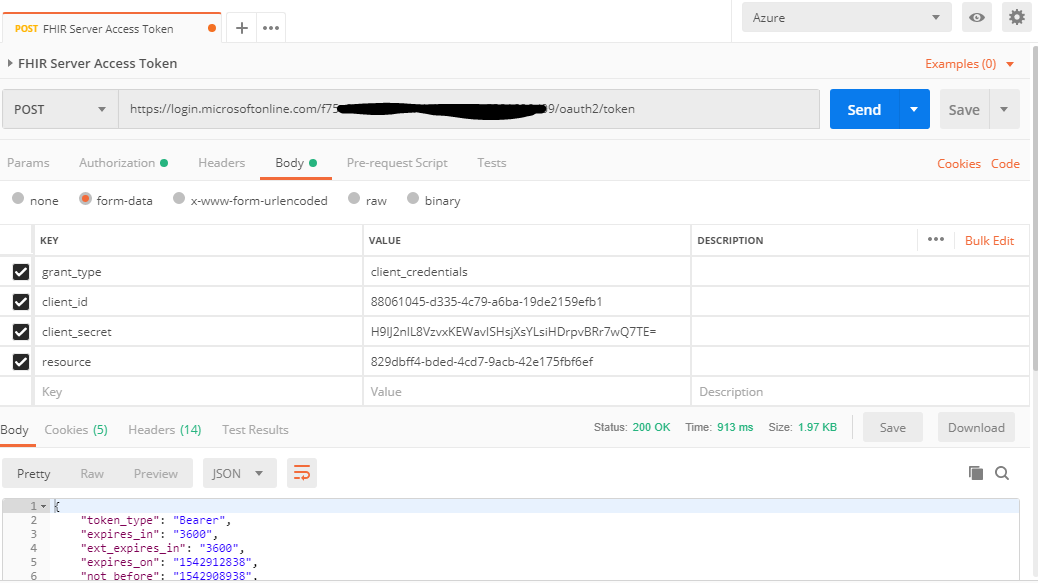 POST FHIR Server Access Token
Azure
FHIR Server Access Token
Examples (0)
POST
https://login.microsoftonline.com/f75
9/oauth2/token
Send
Save
Params Authorization Headers Body Pre-request Script Tests
Cookies Code
none form-data x-www-form-urlencoded raw binary
KEY VALUE DESCRIPTION ••• Bulk Edit
grant_type client_credentials
client_id 88061045-d335-4c79-a6ba-19de2159efb1
client_secret
resource 829dbff4-bded-4cd7-9acb-42e175fbf6ef
Key Value Description
Body Cookies (5) Headers (14) Test Results
Status: 200 OK Time: 913 ms Size: 1.97 KB
Save Download
Pretty Raw Preview JSON
1 {
2 "token_type": "Bearer",
3 "expires_in": "3600",
4 "ext_expires_in": "3600",
5 "expires_on": "1542912838",
6 "not_before": "1542908938",